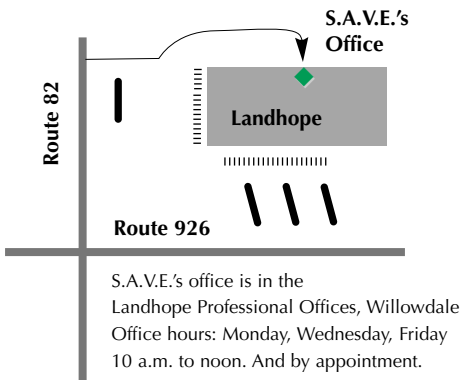 S.A.V.E.'s
Office
Route 82
Landhope
Route 926
S.A.V.E.'s office is in the
Landhope Professional Offices, Willowdale
Office hours: Monday, Wednesday, Friday
10 a.m. to noon. And by appointment.